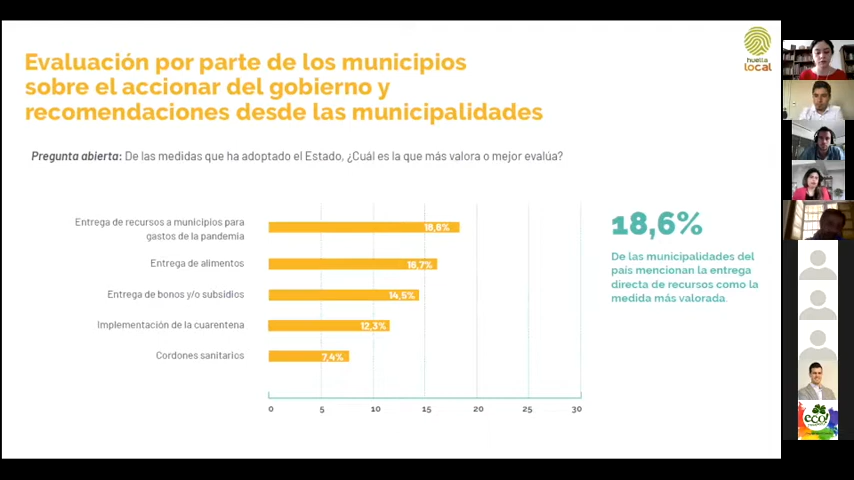 huella
local
Evaluación por parte de los municipios
sobre el accionar del gobierno y
recomendaciones desde las municipalidades
Pregunta abierta: De las medidas que ha adoptado el Estado, ¿Cuál es la que más valora o mejor evalúa?
Entrega de recursos a municipios para
gastos de la pandemia
18,6%
Entrega de alimentos
16,7%
Entrega de bonos y/o subsidios
14,5%
Implementación de la cuarentena
12,3%
Cordones sanitarios
7,4%
0 5 10 15 20 25 30
18,6%
De las municipalidades del
país mencionan la entrega
directa de recursos como la
medida más valorada.
eco!